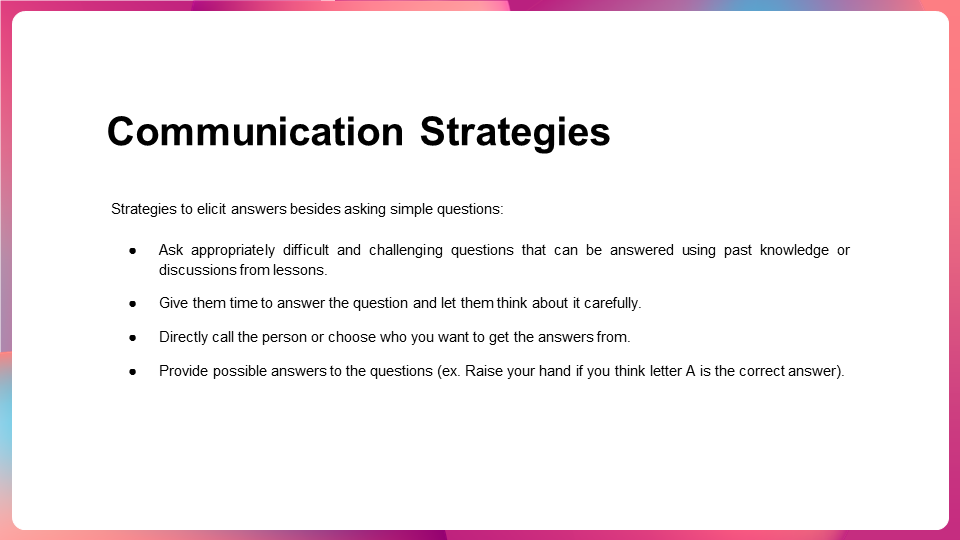 Communication Strategies
Strategies to elicit answers besides asking simple questions:
● Ask appropriately difficult and challenging questions that can be answered using past knowledge or
discussions from lessons.
● Give them time to answer the question and let them think about it carefully.
● Directly call the person or choose who you want to get the answers from.
● Provide possible answers to the questions (ex. Raise your hand if you think letter A is the correct answer).